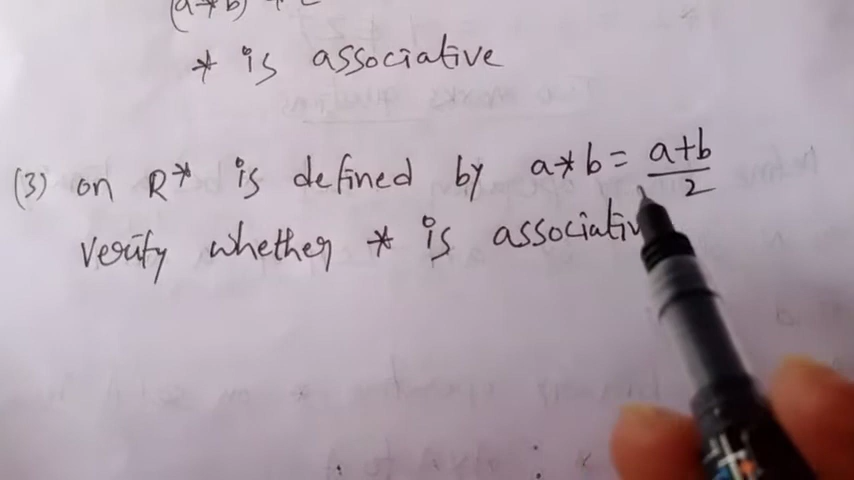 (a*b) * c
* is associative
(3) on R * is defined by a*b = a+b/2
verify whether * is associativ